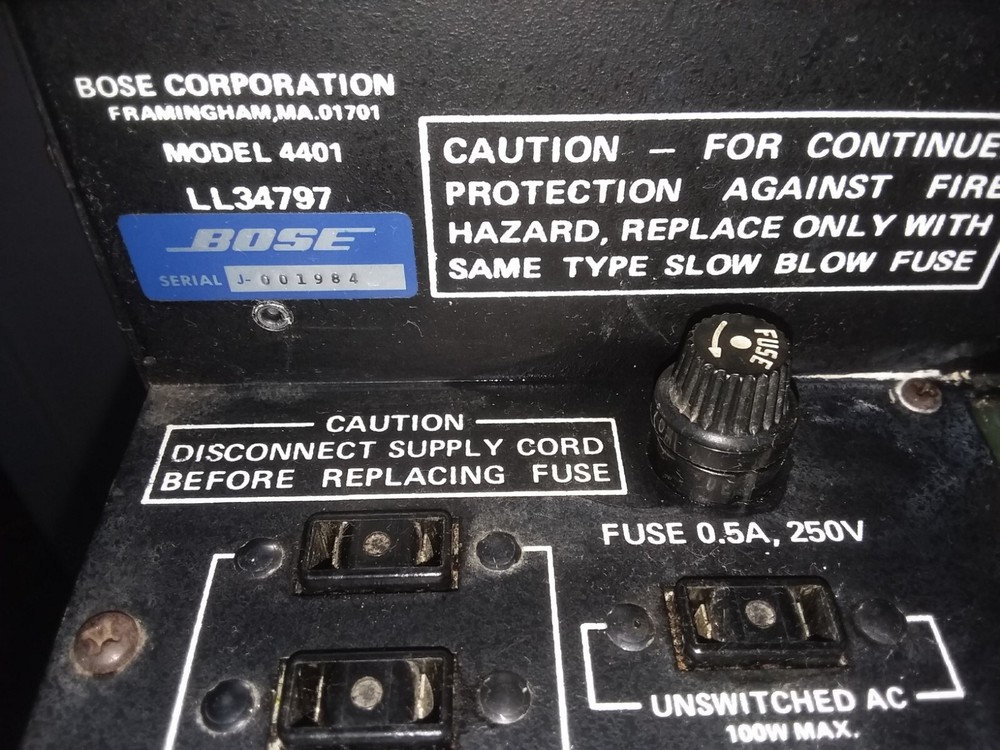 BOSE CORPORATION
FRAMINGHAM,MA.01701
MODEL 4401
LL34797
BOSE
SERIAL J-001984
CAUTION — FOR CONTINUE
PROTECTION AGAINST FIRE
HAZARD, REPLACE ONLY WITH
SAME TYPE SLOW BLOW FUSE
FUSE
CAUTION
DISCONNECT SUPPLY CORD
BEFORE REPLACING FUSE
FUSE 0.5A, 250V
UNSWITCHED AC
100W MAX.